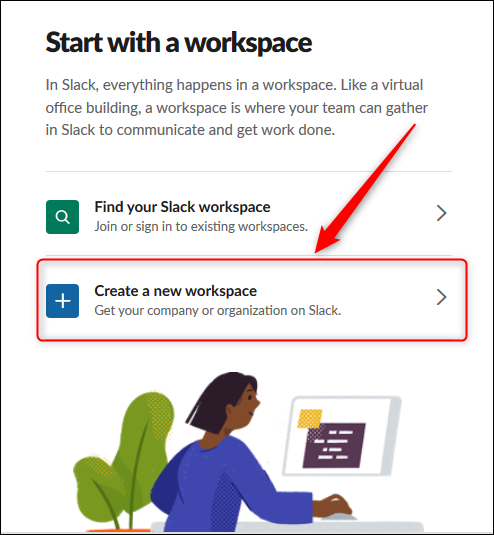 Start with a workspace
In Slack, everything happens in a workspace. Like a virtual
office building, a workspace is where your team can gather
in Slack to communicate and get work done.
Find your Slack workspace
Join or sign in to existing workspaces.
Create a new workspace
Get your company or organization on Slack.